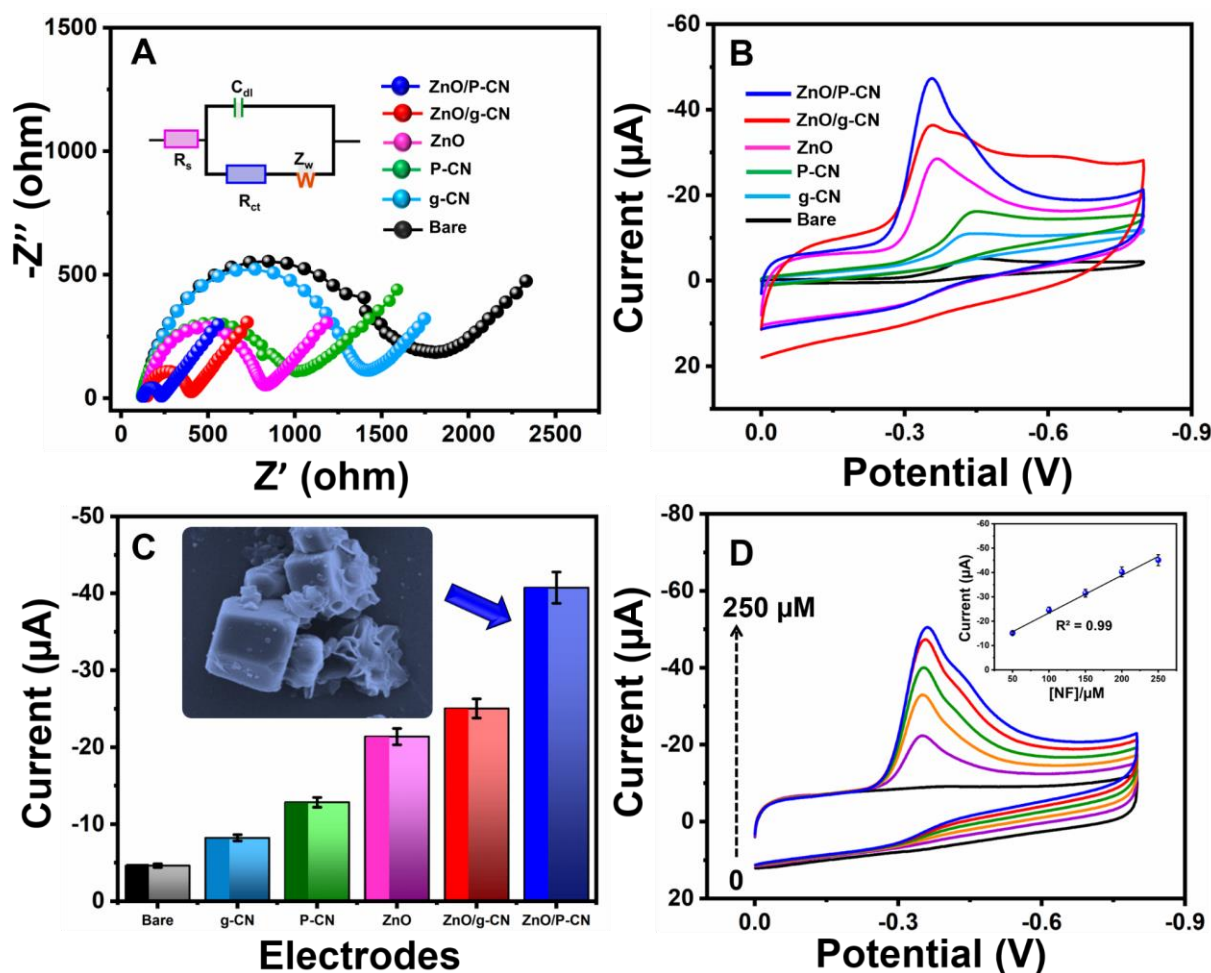 A
-1500
1000
500
0
-Z'' (ohm)
0 500 1000 1500 2000 2500
Z' (ohm)
Cdl
Rs
Rct
Zw
ZnO/P-CN
ZnO/g-CN
ZnO
P-CN
g-CN
Bare
B
-60
-40
-20
0
20
Current (µA)
0.0 -0.3 -0.6 -0.9
Potential (V)
ZnO/P-CN
ZnO/g-CN
ZnO
P-CN
g-CN
Bare
C
-50
-40
-30
-20
-10
0
Current (µA)
Bare g-CN P-CN ZnO ZnO/g-CN ZnO/P-CN
Electrodes
D
-80
-60
-40
-20
0
20
Current (µA)
250 µM
0
0.0 -0.3 -0.6 -0.9
Potential (V)
-60
-50
-40
-30
-20
-10
0
Current (µA)
R² = 0.99
50 100 150 200 250
[NF]/µM